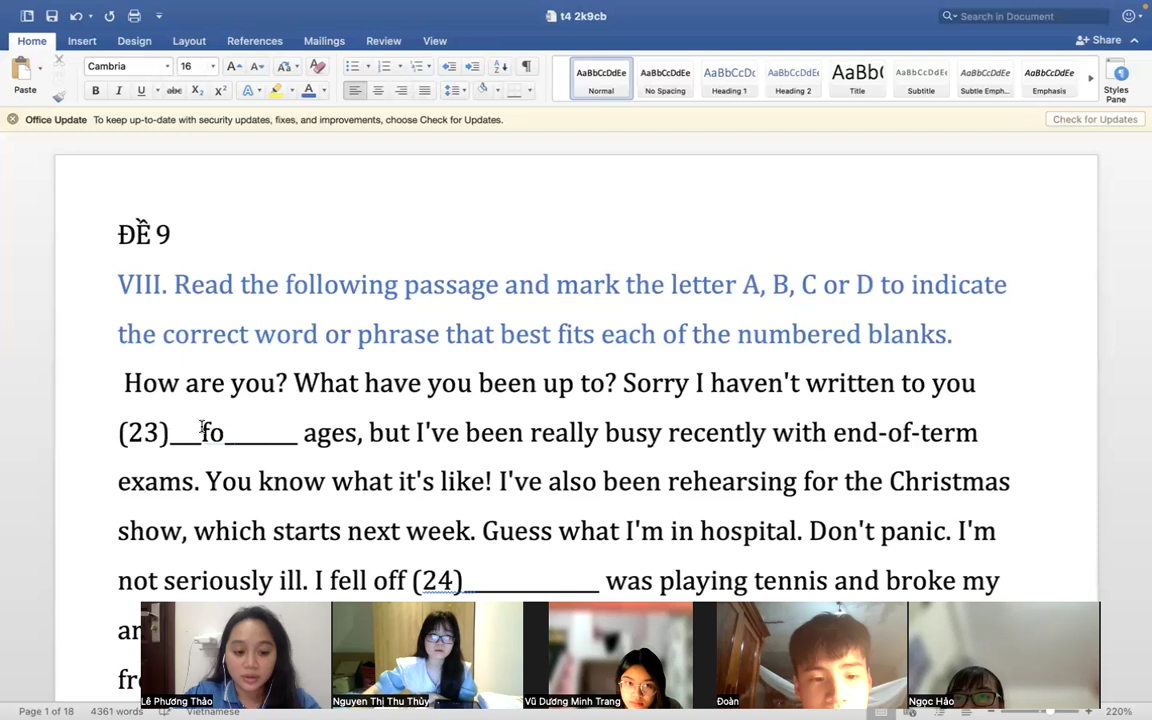 t4 2k9cb
Search in Document
Home Insert Design Layout References Mailings Review View
Share
Paste
Cambria 16
AaBbCcDdEe AaBbCcDdEe AaBbCcDc AaBbCcDdE AaBb( AaBbCcDdEe AaBbCcDdEe AaBbCcDdEe
Normal No Spacing Heading 1 Heading 2 Title Subtitle Subtle Emph... Emphasis Styles Pane
Office Update To keep up-to-date with security updates, fixes, and improvements, choose Check for Updates. Check for Updates
ĐỀ 9
VIII. Read the following passage and mark the letter A, B, C or D to indicate
the correct word or phrase that best fits each of the numbered blanks.
How are you? What have you been up to? Sorry I haven't written to you
(23)___fo_______ ages, but I've been really busy recently with end-of-term
exams. You know what it's like! I've also been rehearsing for the Christmas
show, which starts next week. Guess what I'm in hospital. Don't panic. I'm
not seriously ill. I fell off (24)_____________ was playing tennis and broke my
Lê Phương Thảo Nguyen Thị Thu Thủy Vũ Dương Minh Trang Đoàn Ngọc Hảo
Page 1 of 18 4361 words Vietnamese 220%